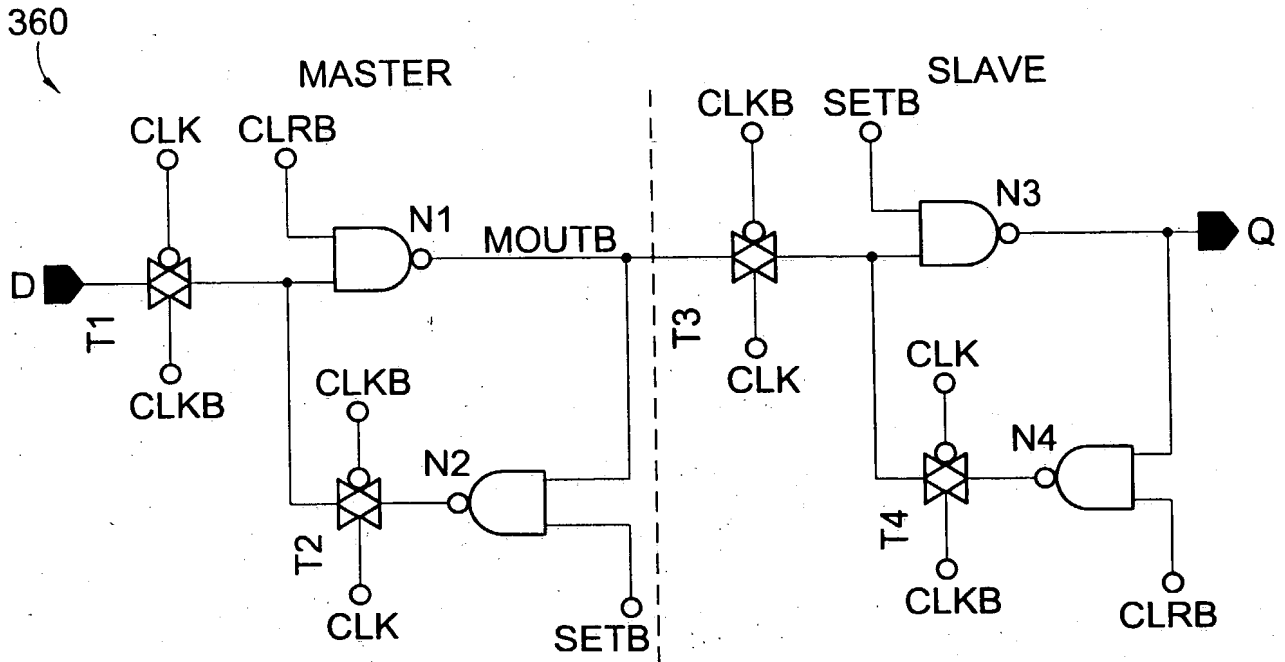 360
MASTER
SLAVE
CLK
CLRB
CLKB
SETB
N1
N3
MOUTB
D
Q
T1
T3
CLKB
CLKB
CLK
CLK
N2
N4
T2
T4
CLK
SETB
CLKB
CLRB